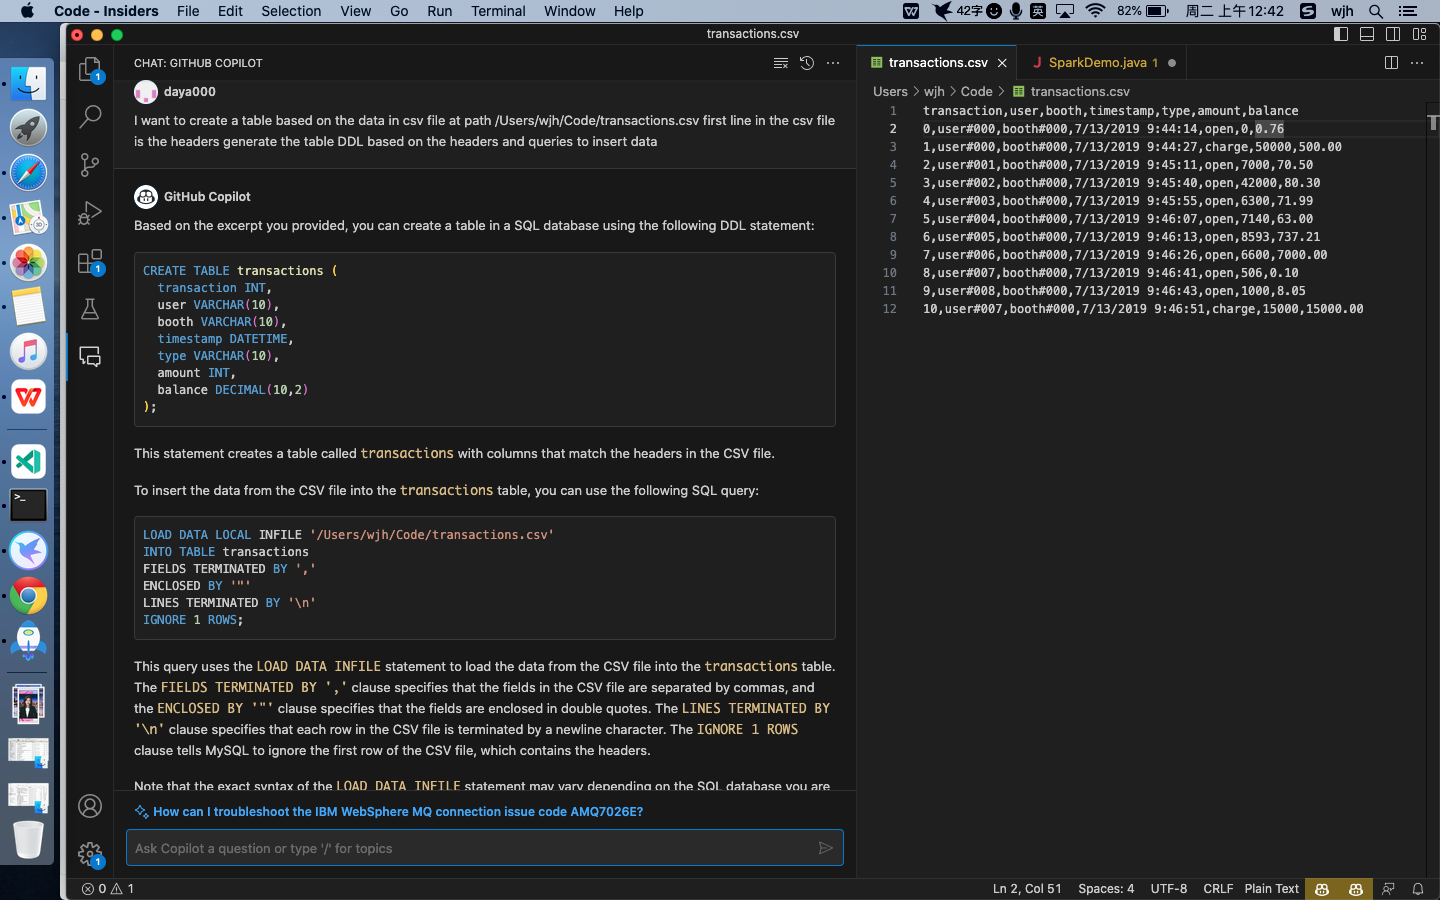 Code - Insiders File Edit Selection View Go Run Terminal Window Help 42字 英 82% 周二 上午12:42 wjh
transactions.csv
CHAT: GITHUB COPILOT
daya000
I want to create a table based on the data in csv file at path /Users/wjh/Code/transactions.csv first line in the csv file
is the headers generate the table DDL based on the headers and queries to insert data
GitHub Copilot
Based on the excerpt you provided, you can create a table in a SQL database using the following DDL statement:
CREATE TABLE transactions (
transaction INT,
user VARCHAR(10),
booth VARCHAR(10),
timestamp DATETIME,
type VARCHAR(10),
amount INT,
balance DECIMAL(10,2)
);
This statement creates a table called transactions with columns that match the headers in the CSV file.
To insert the data from the CSV file into the transactions table, you can use the following SQL query:
LOAD DATA LOCAL INFILE '/Users/wjh/Code/transactions.csv'
INTO TABLE transactions
FIELDS TERMINATED BY ','
ENCLOSED BY '"'
LINES TERMINATED BY '\n'
IGNORE 1 ROWS;
This query uses the LOAD DATA INFILE statement to load the data from the CSV file into the transactions table.
The FIELDS TERMINATED BY ',' clause specifies that the fields in the CSV file are separated by commas, and
the ENCLOSED BY '"' clause specifies that the fields are enclosed in double quotes. The LINES TERMINATED BY
'\n' clause specifies that each row in the CSV file is terminated by a newline character. The IGNORE 1 ROWS
clause tells MySQL to ignore the first row of the CSV file, which contains the headers.
Note that the exact syntax of the LOAD DATA INFILE statement may vary depending on the SQL database you are
How can I troubleshoot the IBM WebSphere MQ connection issue code AMQ7026E?
Ask Copilot a question or type '/' for topics
transactions.csv
SparkDemo.java 1
Users > wjh > Code > transactions.csv
1 transaction,user,booth,timestamp,type,amount,balance
2 0,user#000,booth#000,7/13/2019 9:44:14,open,0,0.76
3 1,user#000,booth#000,7/13/2019 9:44:27,charge,50000,500.00
4 2,user#001,booth#000,7/13/2019 9:45:11,open,7000,70.50
5 3,user#002,booth#000,7/13/2019 9:45:40,open,42000,80.30
6 4,user#003,booth#000,7/13/2019 9:45:55,open,6300,71.99
7 5,user#004,booth#000,7/13/2019 9:46:07,open,7140,63.00
8 6,user#005,booth#000,7/13/2019 9:46:13,open,8593,737.21
9 7,user#006,booth#000,7/13/2019 9:46:26,open,6600,7000.00
10 8,user#007,booth#000,7/13/2019 9:46:41,open,506,0.10
11 9,user#008,booth#000,7/13/2019 9:46:43,open,1000,8.05
12 10,user#007,booth#000,7/13/2019 9:46:51,charge,15000,15000.00
0 1
Ln 2, Col 51 Spaces: 4 UTF-8 CRLF Plain Text